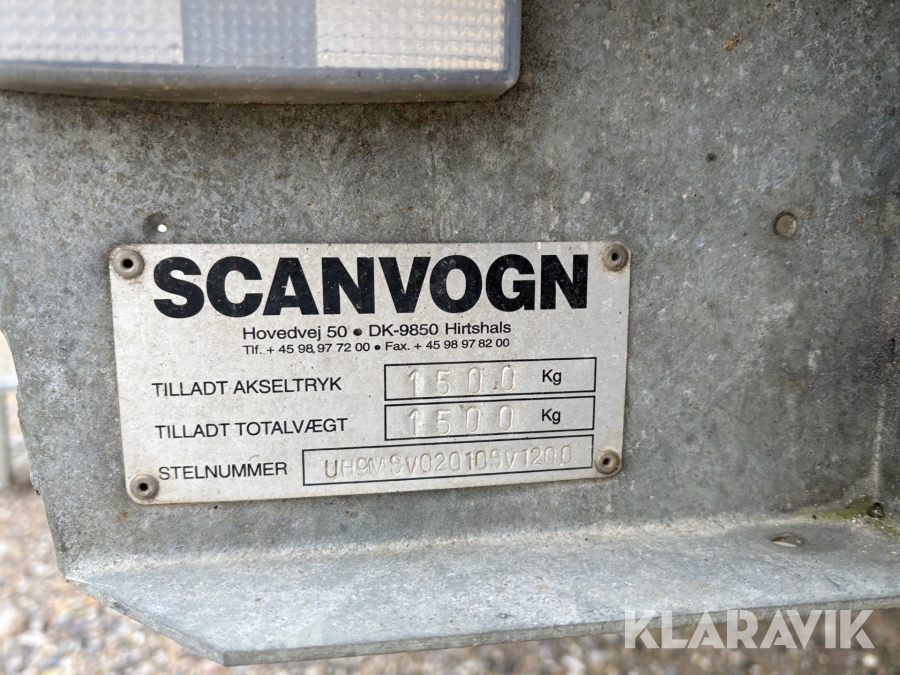 SCANVOGN
Hovedvej 50 • DK-9850 Hirtshals
Tlf. + 45 98 97 72 00 • Fax. + 45 98 97 82 00
TILLADT AKSELTRYK 1500 Kg
TILLADT TOTALVÆGT 1500 Kg
STELNUMMER UH9MSV02010SV1200
KLARAVIK